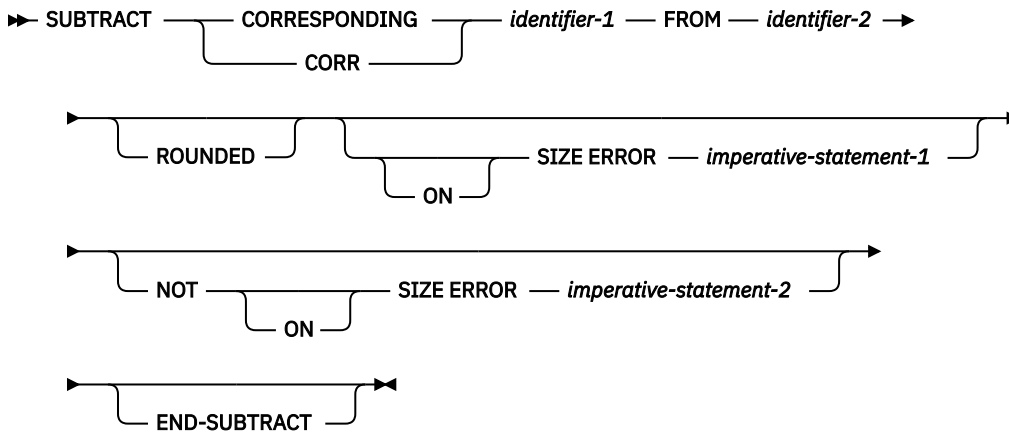 SUBTRACT CORRESPONDING identifier-1 FROM identifier-2
CORR
ROUNDED SIZE ERROR imperative-statement-1
ON
NOT SIZE ERROR imperative-statement-2
ON
END-SUBTRACT